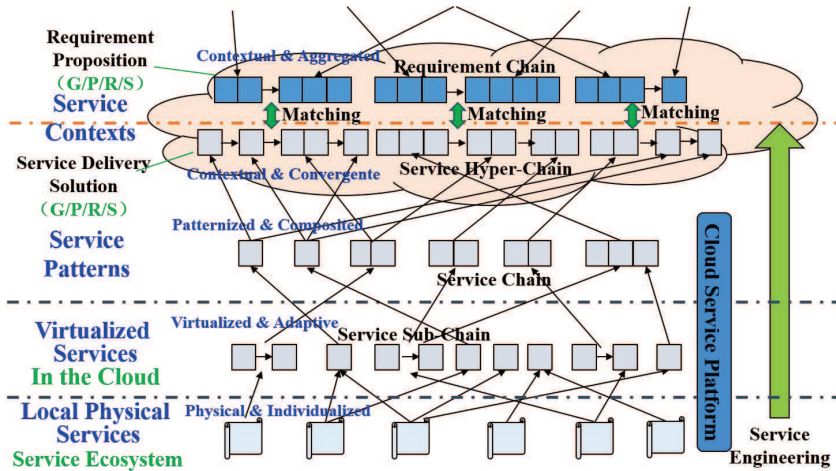 Requirement
Proposition
（G/P/R/S）
Contextual & Aggregated
Requirement Chain
Service
Contexts
Matching
Matching
Matching
Service Delivery
Solution
（G/P/R/S）
Service Hyper-Chain
Contextual & Convergente
Patternized & Composited
Service
Patterns
Service Chain
Cloud Service Platform
Virtualized & Adaptive
Service Sub-Chain
Virtualized
Services
In the Cloud
Local Physical
Services
Service Ecosystem
Physical & Individualized
Service
Engineering